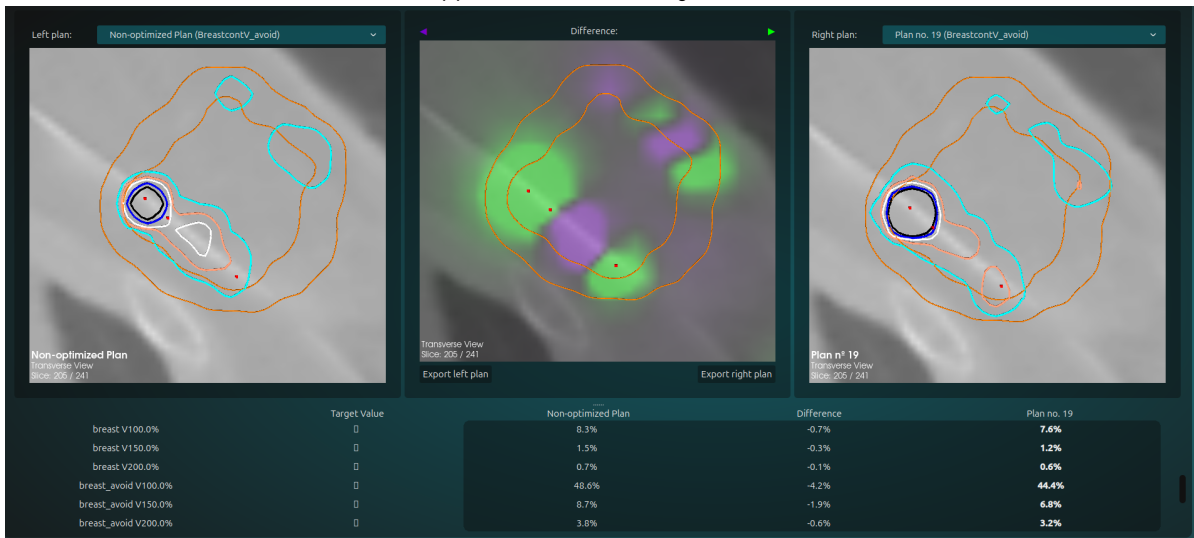 Left plan: Non-optimized Plan (BreastcontV_avoid)
Difference:
Right plan: Plan no. 19 (BreastcontV_avoid)
Non-optimized Plan
Transverse View
Slice: 205 / 241
Transverse View
Slice: 205 / 241
Plan nº 19
Transverse View
Slice: 205 / 241
Export left plan Export right plan
Target Value Non-optimized Plan Difference Plan no. 19
breast V100.0% 8.3% -0.7% 7.6%
breast V150.0% 1.5% -0.3% 1.2%
breast V200.0% 0.7% -0.1% 0.6%
breast_avoid V100.0% 48.6% -4.2% 44.4%
breast_avoid V150.0% 8.7% -1.9% 6.8%
breast_avoid V200.0% 3.8% -0.6% 3.2%